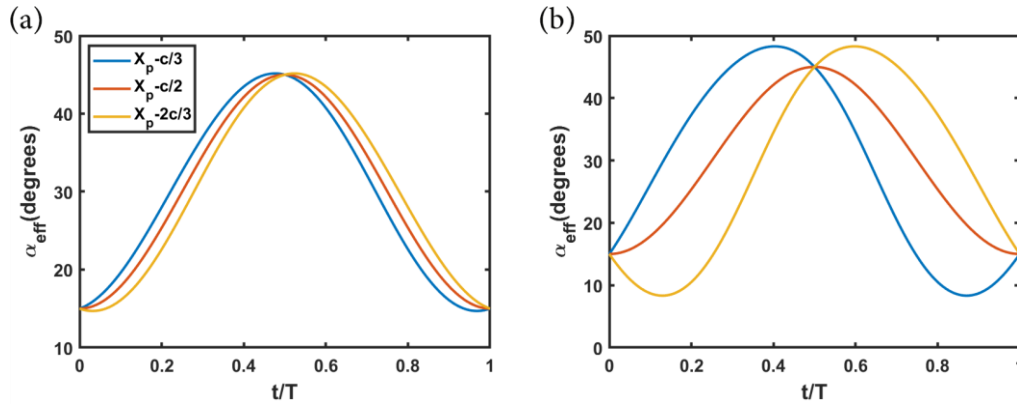 (a)
50
40
30
20
10
α_eff(degrees)
X_p-c/3
X_p-c/2
X_p-2c/3
0 0.2 0.4 0.6 0.8 1
t/T
(b)
50
40
30
20
10
0
α_eff(degrees)
0 0.2 0.4 0.6 0.8 1
t/T